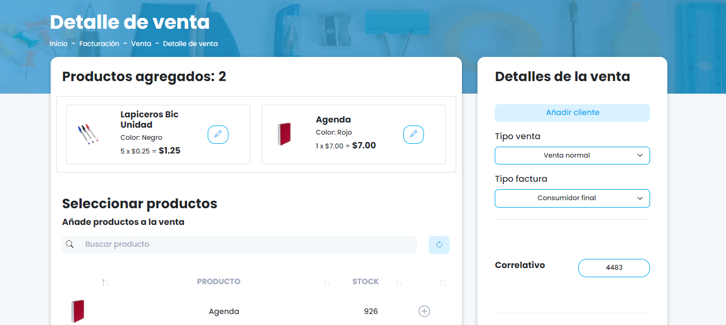 Detalle de venta
Inicio - Facturación - Venta - Detalle de venta
Productos agregados: 2
Lapiceros Bic
Unidad
Color: Negro
5 x $0.25 = $1.25
Agenda
Color: Rojo
1 x $7.00 = $7.00
Seleccionar productos
Añade productos a la venta
Buscar producto
PRODUCTO STOCK
Agenda 926
Detalles de la venta
Añadir cliente
Tipo venta
Venta normal
Tipo factura
Consumidor final
Correlativo 4483